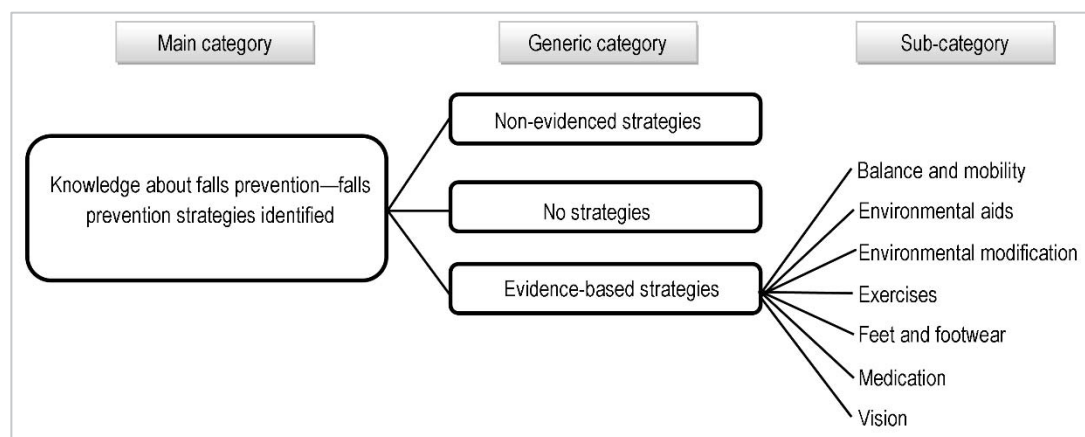 Main category
Generic category
Sub-category
Knowledge about falls prevention—falls
prevention strategies identified
Non-evidenced strategies
No strategies
Evidence-based strategies
Balance and mobility
Environmental aids
Environmental modification
Exercises
Feet and footwear
Medication
Vision